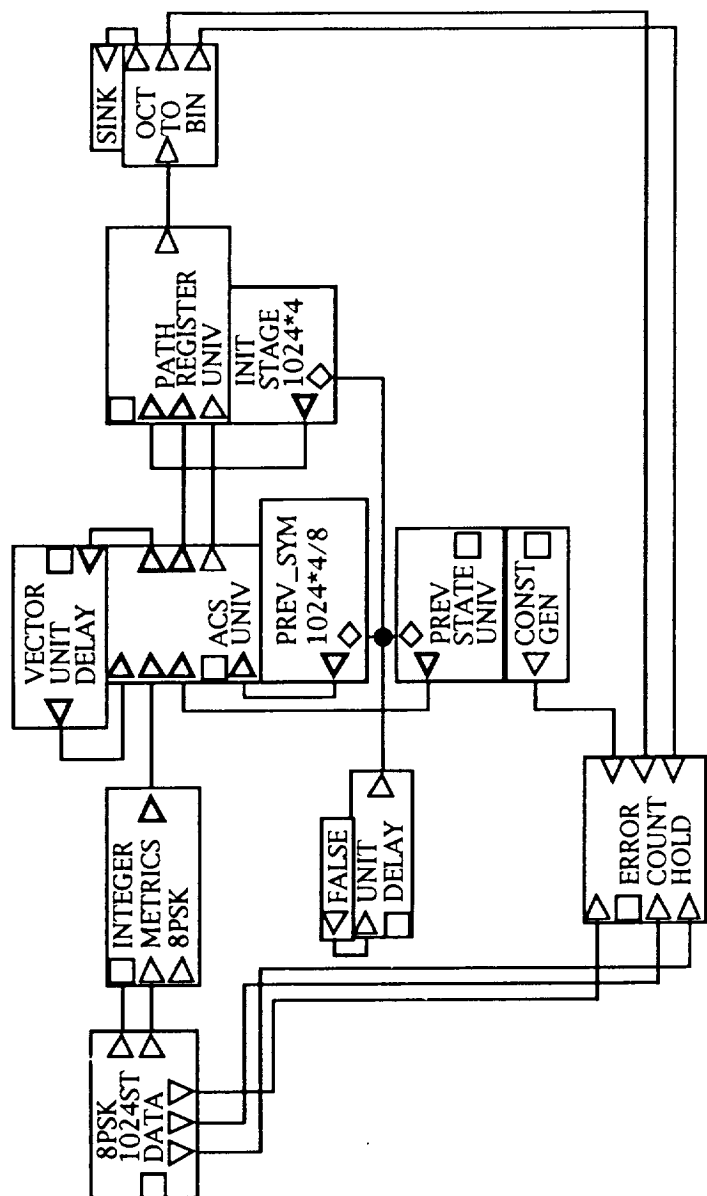 8PSK
1024ST
DATA
INTEGER
METRICS
8PSK
VECTOR
UNIT
DELAY
ACS
UNIV
PREV_SYM
1024*4/8
PATH
REGISTER
UNIV
INIT
STAGE
1024*4
SINK
OCT
TO
BIN
FALSE
UNIT
DELAY
PREV
STATE
UNIV
CONST
GEN
ERROR
COUNT
HOLD